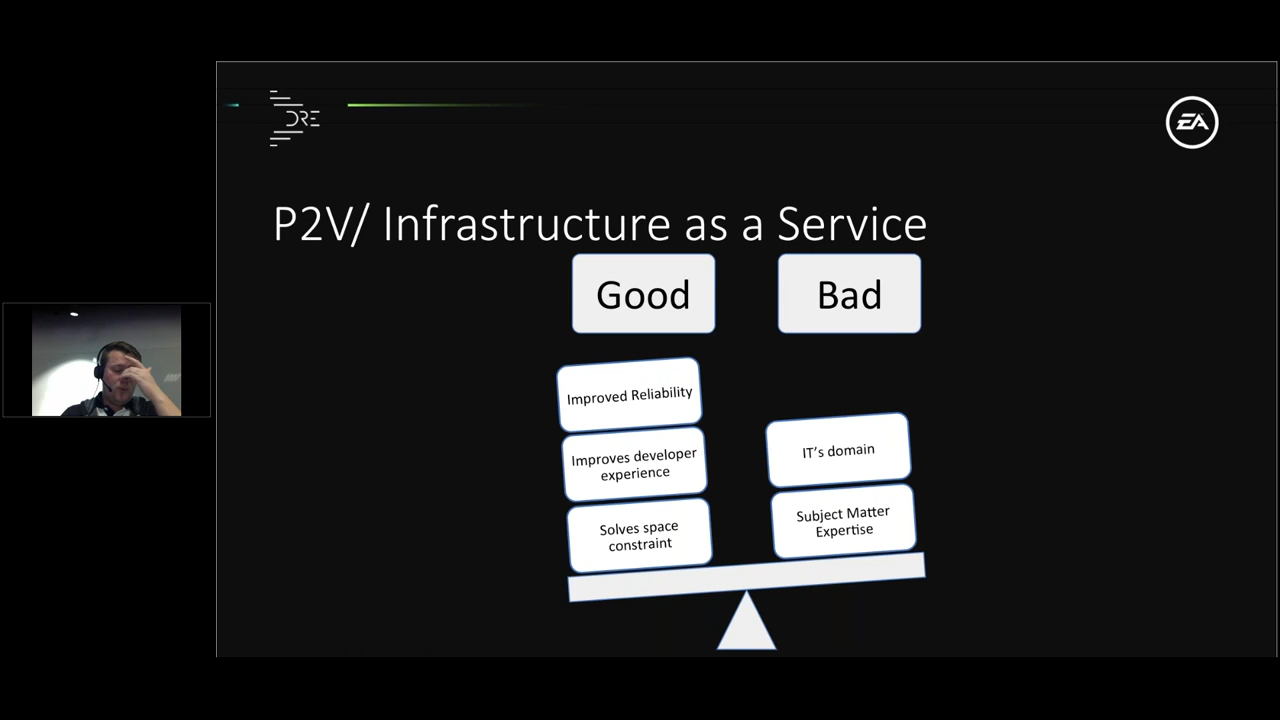 DRE
EA
P2V/ Infrastructure as a Service
Good
Bad
Improved Reliability
Improves developer
experience
Solves space
constraint
IT's domain
Subject Matter
Expertise